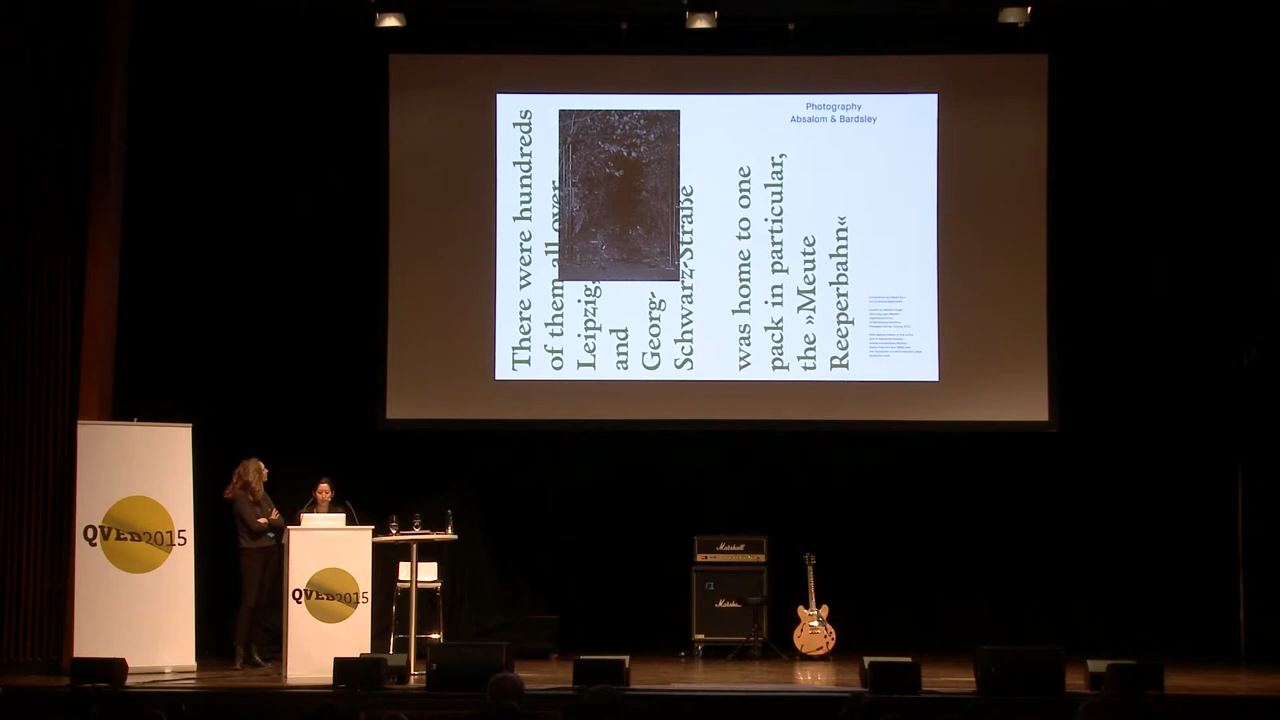 Photography
Absalom & Bardsley
There were hundreds
of them all over
Leipzig,
and
Georg-
Schwarz-Straße
was home to one
pack in particular,
the »Meute
Reeperbahn«
QVED2015
QVED2015
Marshall
Marsha